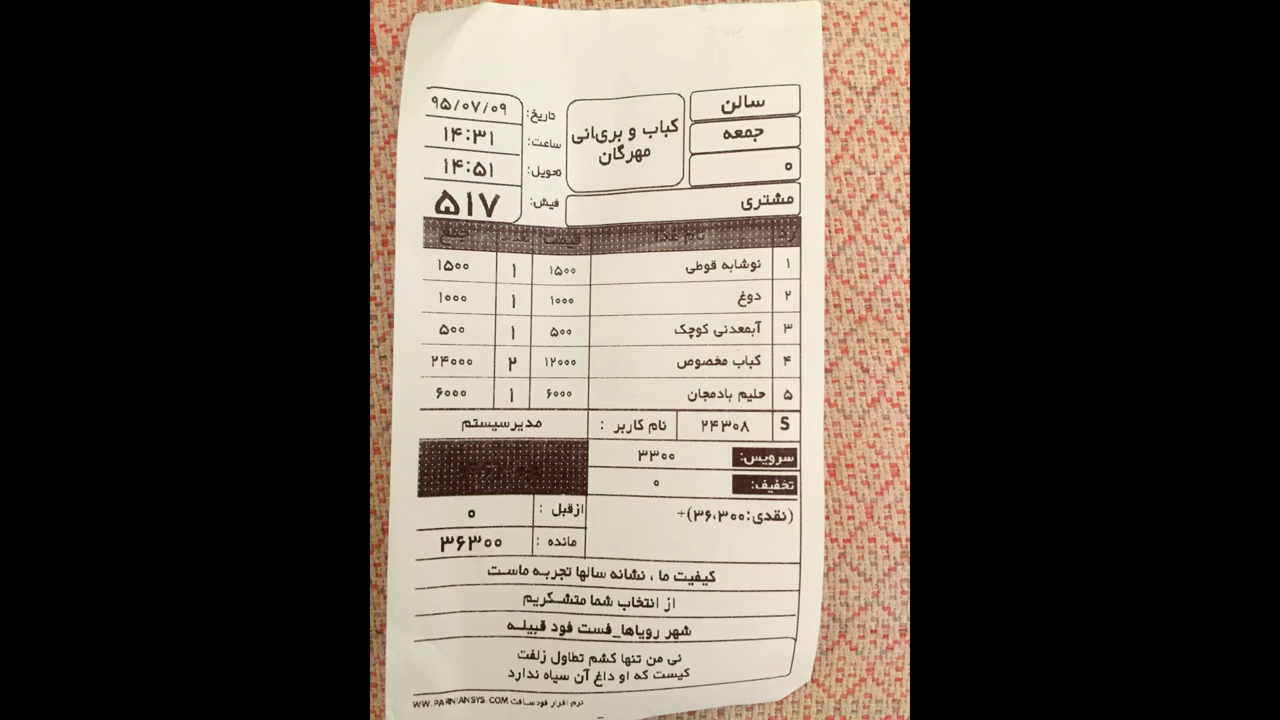 سالن
جمعه
۰
کباب و بریانی
مهرگان
تاریخ: ۹۵/۰۷/۰۹
ساعت: ۱۴:۳۱
تحویل: ۱۴:۵۱
فیش: ۵۱۷
مشتری
نام غذا قیمت جمع
۱ نوشابه قوطی ۱۵۰۰ ۱ ۱۵۰۰
۲ دوغ ۱۰۰۰ ۱ ۱۰۰۰
۳ آبمعدنی کوچک ۵۰۰ ۱ ۵۰۰
۴ کباب مخصوص ۱۲۰۰۰ ۲ ۲۴۰۰۰
۵ حلیم بادمجان ۶۰۰۰ ۱ ۶۰۰۰
S ۲۴۳۰۸ نام کاربر : مدیرسیستم
سرویس: ۳۳۰۰
تخفیف: ۰
(نقدی:۳۶،۳۰۰)+
ازقبل : ۰
مانده : ۳۶۳۰۰
کیفیت ما ، نشانه سالها تجربه ماست
از انتخاب شما متشکریم
شهر رویاها_فست فود قبیله
نی من تنها کشم تطاول زلفت
کیست که او داغ آن سیاه ندارد
نرم افزار فودسافت WW.PARNIANSYS.COM